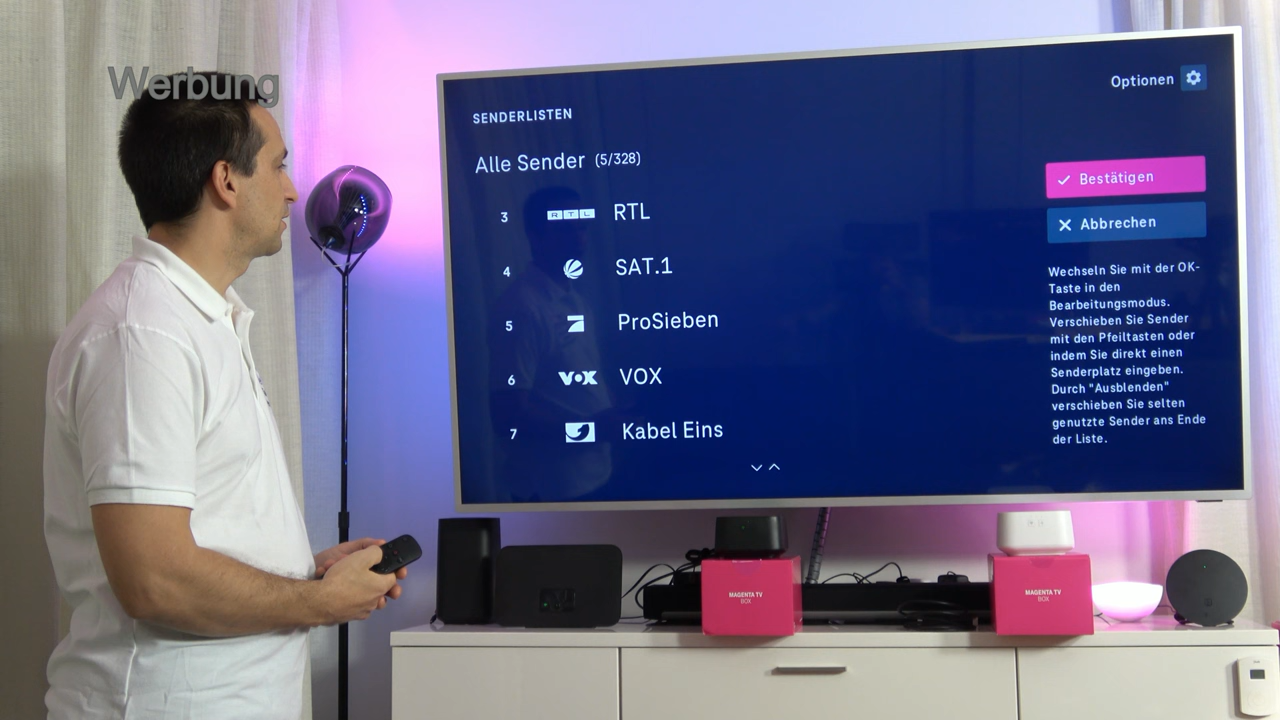 Werbung
Optionen
SENDERLISTEN
Alle Sender (5/328)
3 RTL RTL
4 SAT.1
5 ProSieben
6 VOX VOX
7 Kabel Eins
Bestätigen
Abbrechen
Wechseln Sie mit der OK-
Taste in den
Bearbeitungsmodus.
Verschieben Sie Sender
mit den Pfeiltasten oder
indem Sie direkt einen
Senderplatz eingeben.
Durch "Ausblenden"
verschieben Sie selten
genutzte Sender ans Ende
der Liste.
MAGENTA TV
BOX
MAGENTA TV
BOX